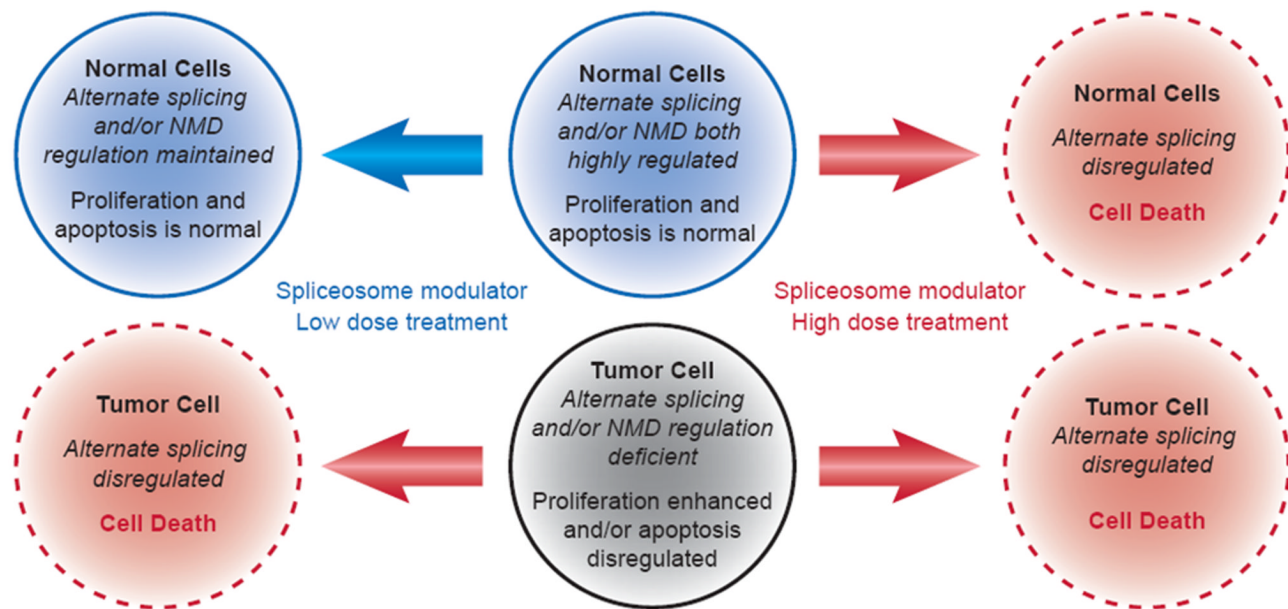 Normal Cells
Alternate splicing
and/or NMD
regulation maintained
Proliferation and
apoptosis is normal
Normal Cells
Alternate splicing
and/or NMD both
highly regulated
Proliferation and
apoptosis is normal
Normal Cells
Alternate splicing
disregulated
Cell Death
Spliceosome modulator
Low dose treatment
Spliceosome modulator
High dose treatment
Tumor Cell
Alternate splicing
disregulated
Cell Death
Tumor Cell
Alternate splicing
and/or NMD regulation
deficient
Proliferation enhanced
and/or apoptosis
disregulated
Tumor Cell
Alternate splicing
disregulated
Cell Death